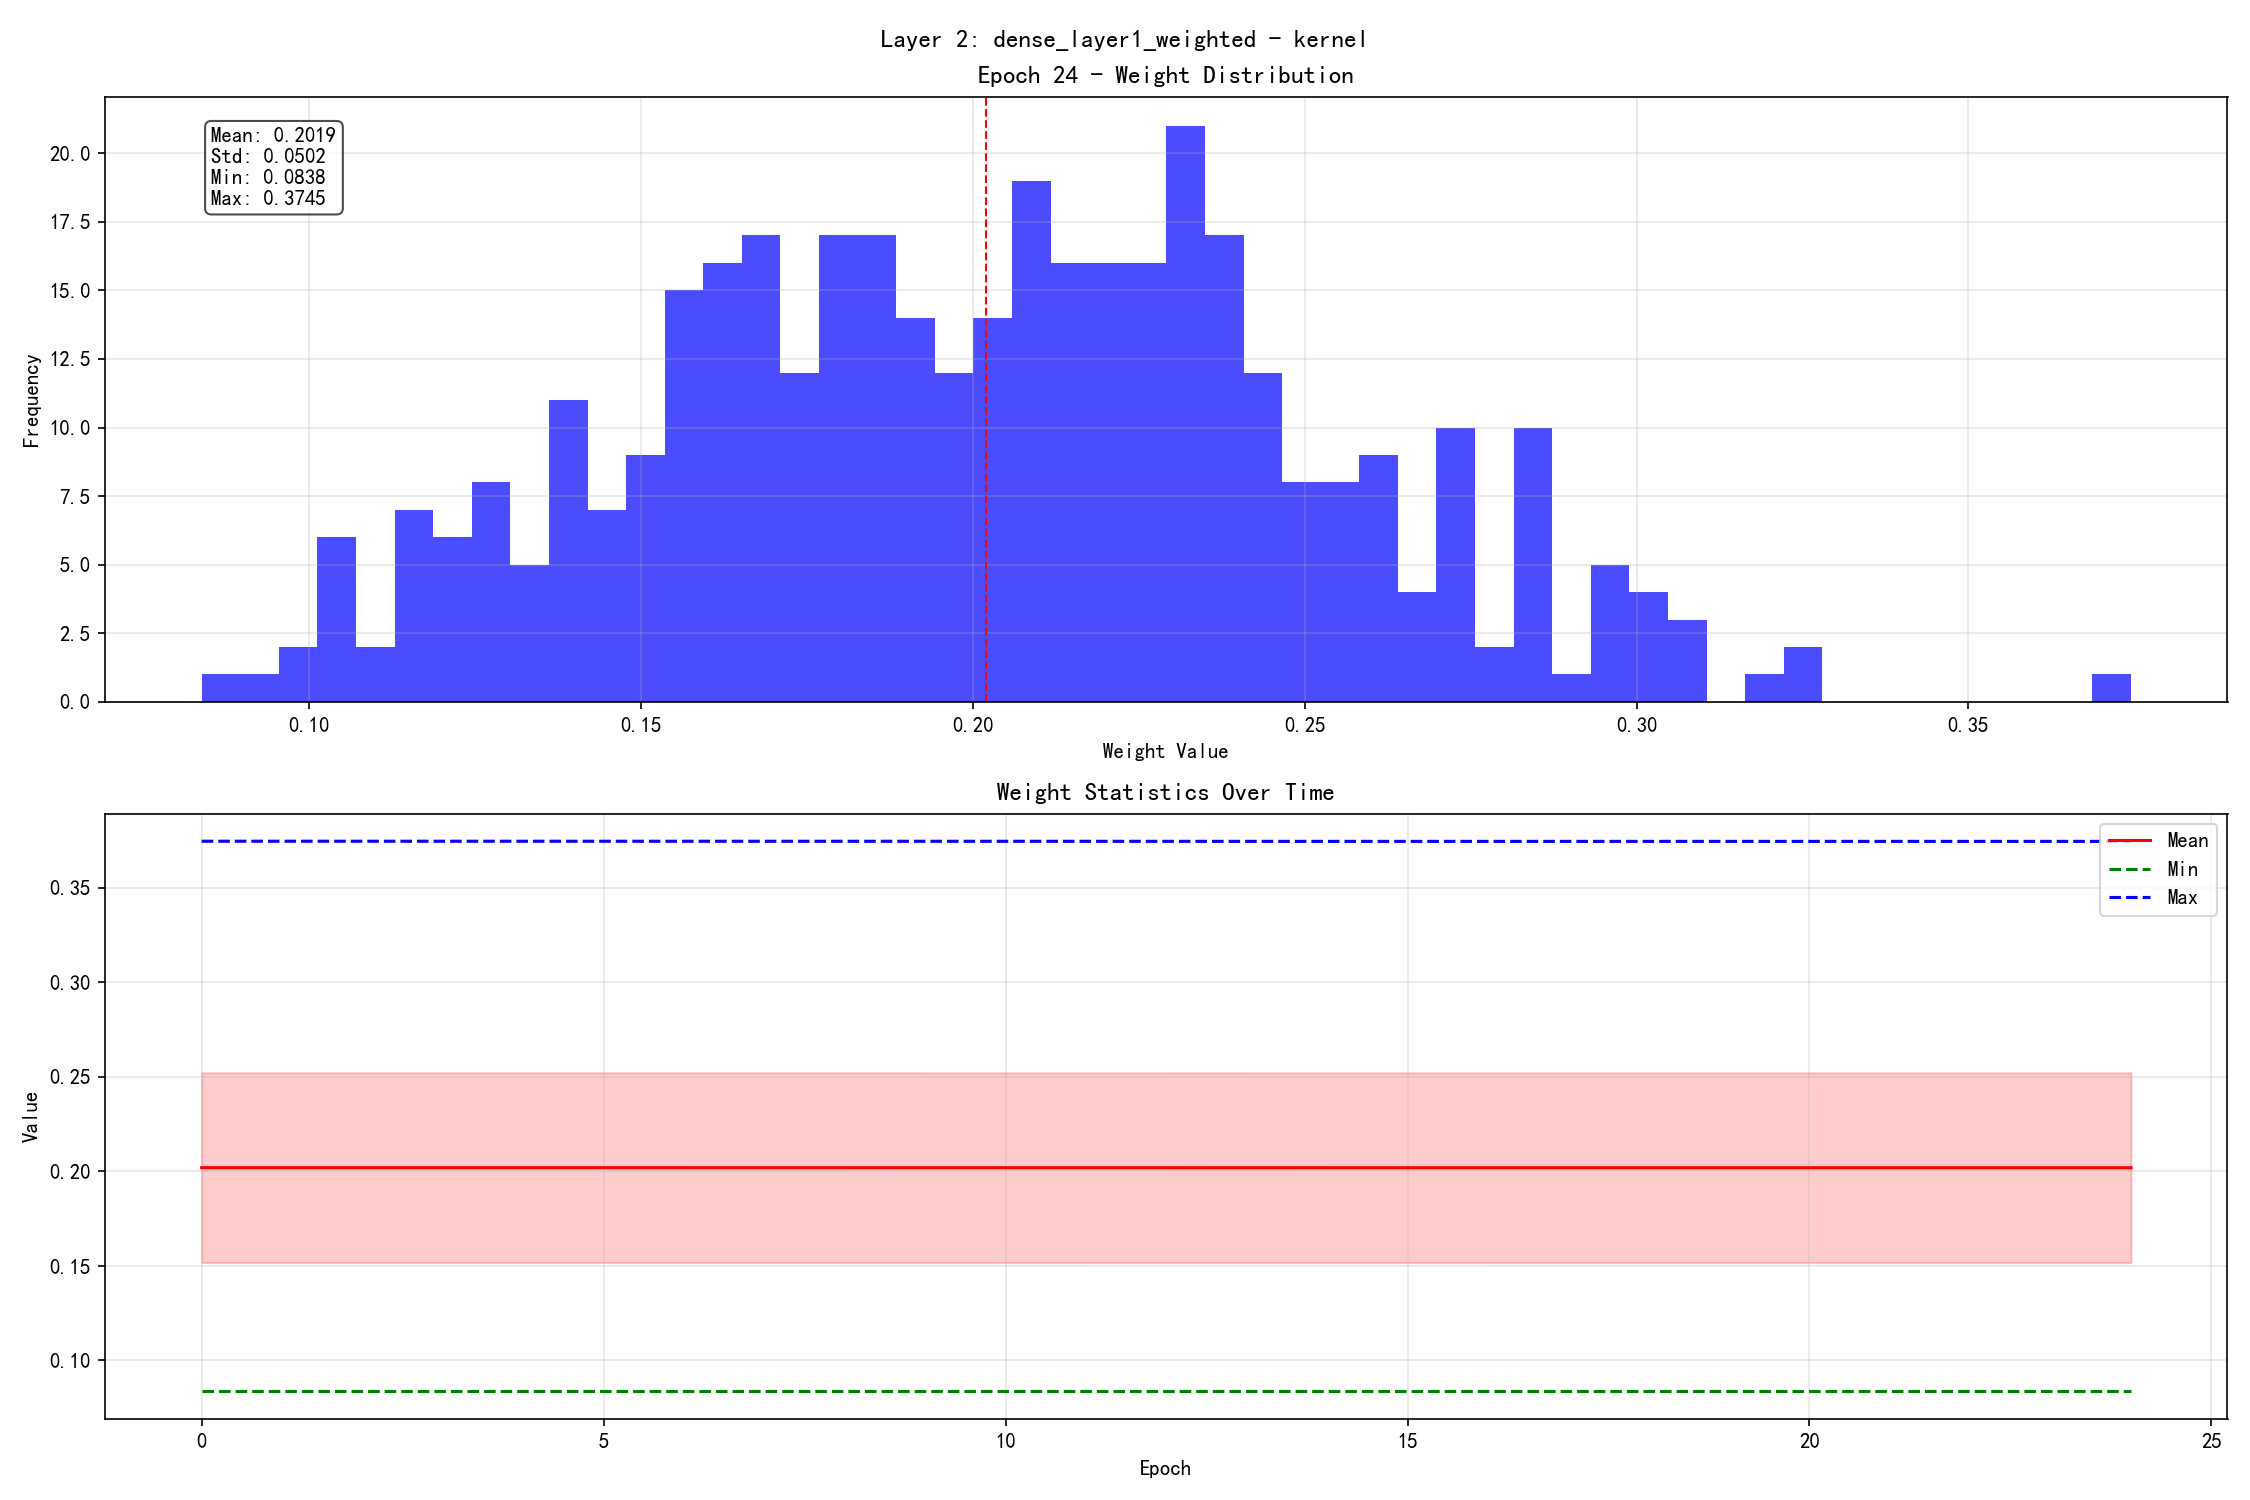 Layer 2: dense_layer1_weighted - kernel
Epoch 24 - Weight Distribution
Mean: 0.2019
Std: 0.0502
Min: 0.0838
Max: 0.3745
20.0
17.5
15.0
12.5
10.0
7.5
5.0
2.5
0.0
Frequency
0.10 0.15 0.20 0.25 0.30 0.35
Weight Value
Weight Statistics Over Time
Mean
Min
Max
0.35
0.30
0.25
0.20
0.15
0.10
Value
0 5 10 15 20 25
Epoch